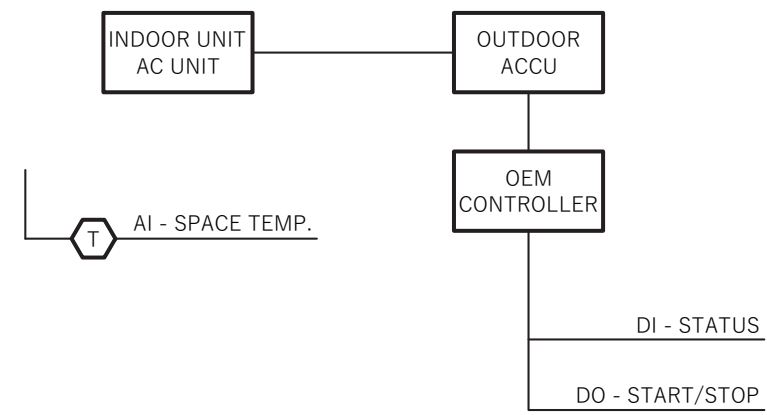 INDOOR UNIT
AC UNIT
OUTDOOR
ACCU
OEM
CONTROLLER
T
AI - SPACE TEMP.
DI - STATUS
DO - START/STOP